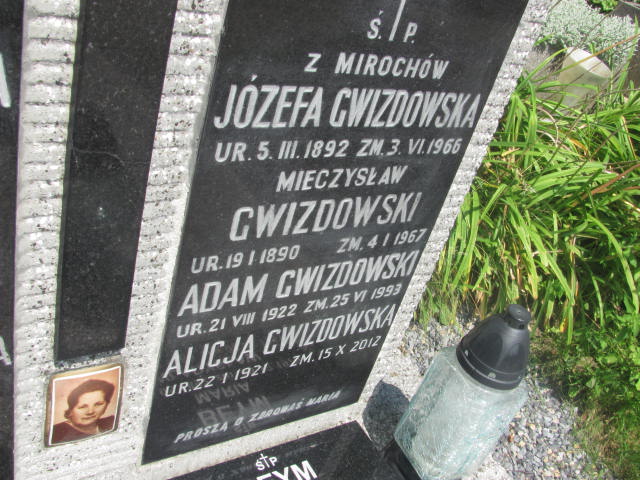 Ś. P.
Z MIROCHÓW
JÓZEFA GWIZDOWSKA
UR. 5. III. 1892 ZM. 3. VI. 1966
MIECZYSŁAW
GWIZDOWSKI
UR. 19 I 1890 ZM. 4 I 1967
ADAM GWIZDOWSKI
UR. 21 VIII 1922 ZM. 25 VI 1993
ALICJA GWIZDOWSKA
UR. 22 I 1921 ZM. 15 X 2012
PROSZĄ O ZDROWAŚ MARIA
Ś P